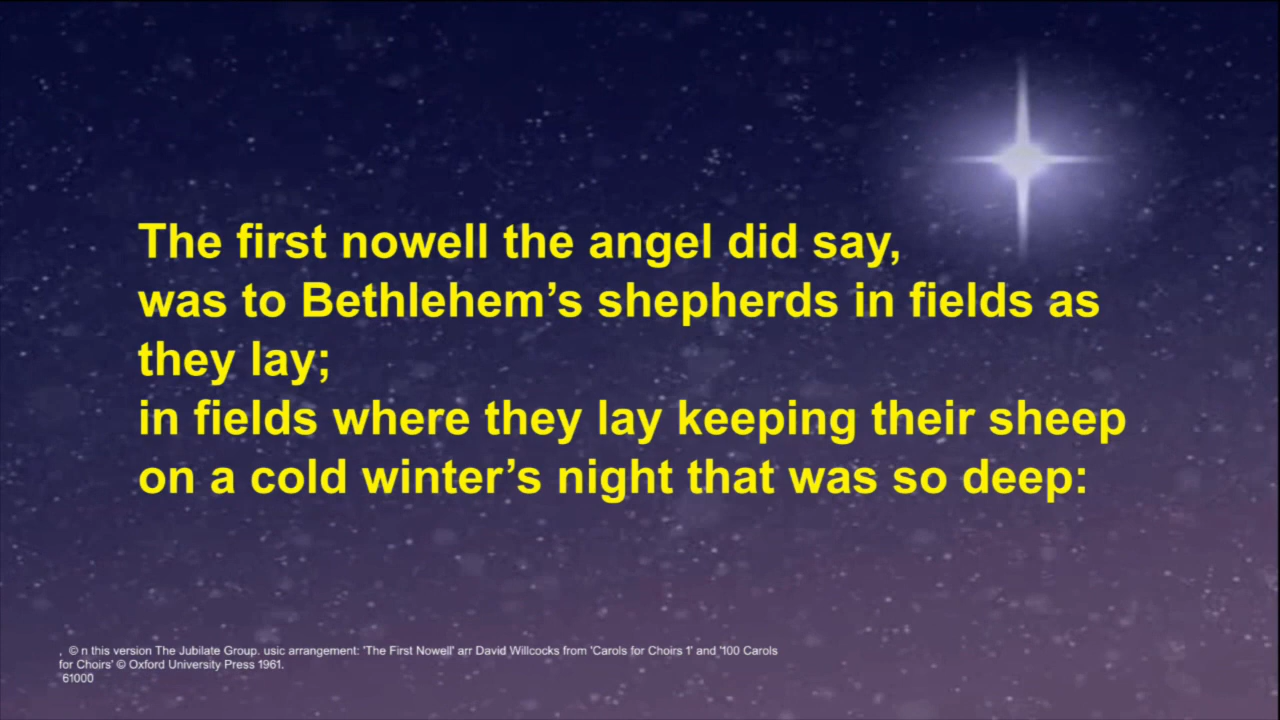 The first nowell the angel did say,
was to Bethlehem’s shepherds in fields as
they lay;
in fields where they lay keeping their sheep
on a cold winter’s night that was so deep:
, © n this version The Jubilate Group. usic arrangement: 'The First Nowell' arr David Willcocks from 'Carols for Choirs 1' and '100 Carols
for Choirs' © Oxford University Press 1961.
61000